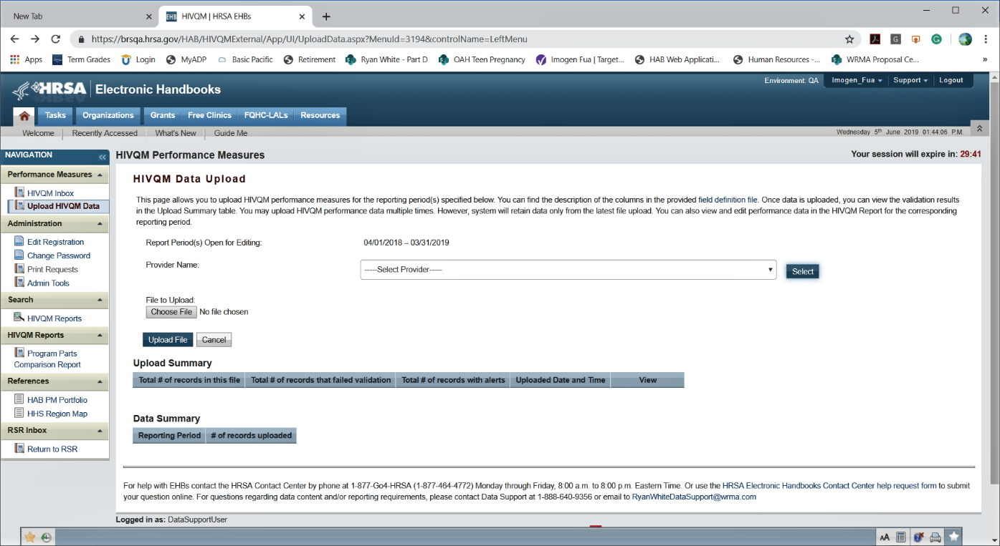 New Tab
EHB HIVQM | HRSA EHBs
https://brsqa.hrsa.gov/HAB/HIVQMExternal/App/UI/UploadData.aspx?MenuId=3194&controlName=LeftMenu
Apps Term Grades Login MyADP Basic Pacific Retirement Ryan White - Part D OAH Teen Pregnancy Imogen Fua | Target... HAB Web Applicati... Human Resources -... WRMA Proposal Ce... »
HRSA Electronic Handbooks
Environment: QA Imogen_Fua Support Logout
Tasks Organizations Grants Free Clinics FQHC-LALs Resources
Welcome Recently Accessed What's New Guide Me
Wednesday 5th June 2019 01:44:06 P.M.
NAVIGATION
Performance Measures
HIVQM Inbox
Upload HIVQM Data
Administration
Edit Registration
Change Password
Print Requests
Admin Tools
Search
HIVQM Reports
HIVQM Reports
Program Parts
Comparison Report
References
HAB PM Portfolio
HHS Region Map
RSR Inbox
Return to RSR
HIVQM Performance Measures
Your session will expire in: 29:41
HIVQM Data Upload
This page allows you to upload HIVQM performance measures for the reporting period(s) specified below. You can find the description of the columns in the provided field definition file. Once data is uploaded, you can view the validation results
in the Upload Summary table. You may upload HIVQM performance data multiple times. However, system will retain data only from the latest file upload. You can also view and edit performance data in the HIVQM Report for the corresponding
reporting period.
Report Period(s) Open for Editing: 04/01/2018 – 03/31/2019
Provider Name: -----Select Provider----- Select
File to Upload:
Choose File No file chosen
Upload File Cancel
Upload Summary
Total # of records in this file Total # of records that failed validation Total # of records with alerts Uploaded Date and Time View
Data Summary
Reporting Period # of records uploaded
For help with EHBs contact the HRSA Contact Center by phone at 1-877-Go4-HRSA (1-877-464-4772) Monday through Friday, 8:00 a.m. to 8:00 p.m. Eastern Time. Or use the HRSA Electronic Handbooks Contact Center help request form to submit
your question online. For questions regarding data content and/or reporting requirements, please contact Data Support at 1-888-640-9356 or email to RyanWhiteDataSupport@wrma.com
Logged in as: DataSupportUser
AA